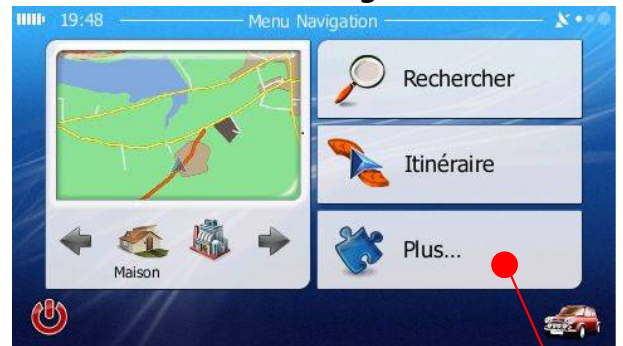 19:48 Menu Navigation
Rechercher
Itinéraire
Plus...
Maison